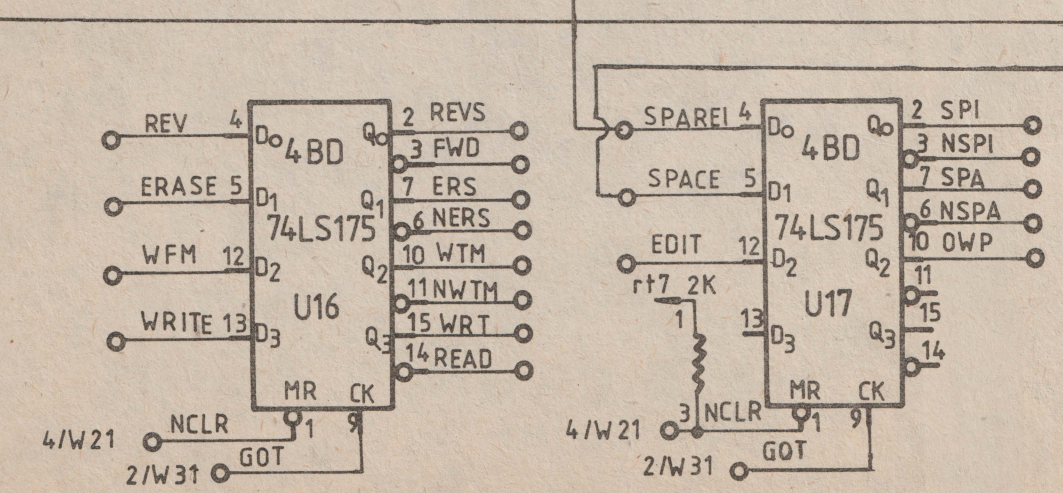 REV 4 D0 4BD Q0 2 REVS
3 FWD
ERASE 5 D1 Q1 7 ERS
74LS175 6 NERS
WFM 12 D2 Q2 10 WTM
U16 11 NWTM
WRITE 13 D3 Q3 15 WRT
14 READ
MR CK
4/W21 NCLR 1 9
2/W31 GOT
SPAREI 4 D0 4BD Q0 2 SPI
3 NSPI
SPACE 5 D1 Q1 7 SPA
74LS175 6 NSPA
EDIT 12 D2 Q2 10 OWP
rt7 2K U17 11
1 13 D3 Q3 15
14
MR CK
4/W21 3 NCLR 1 9
2/W31 GOT